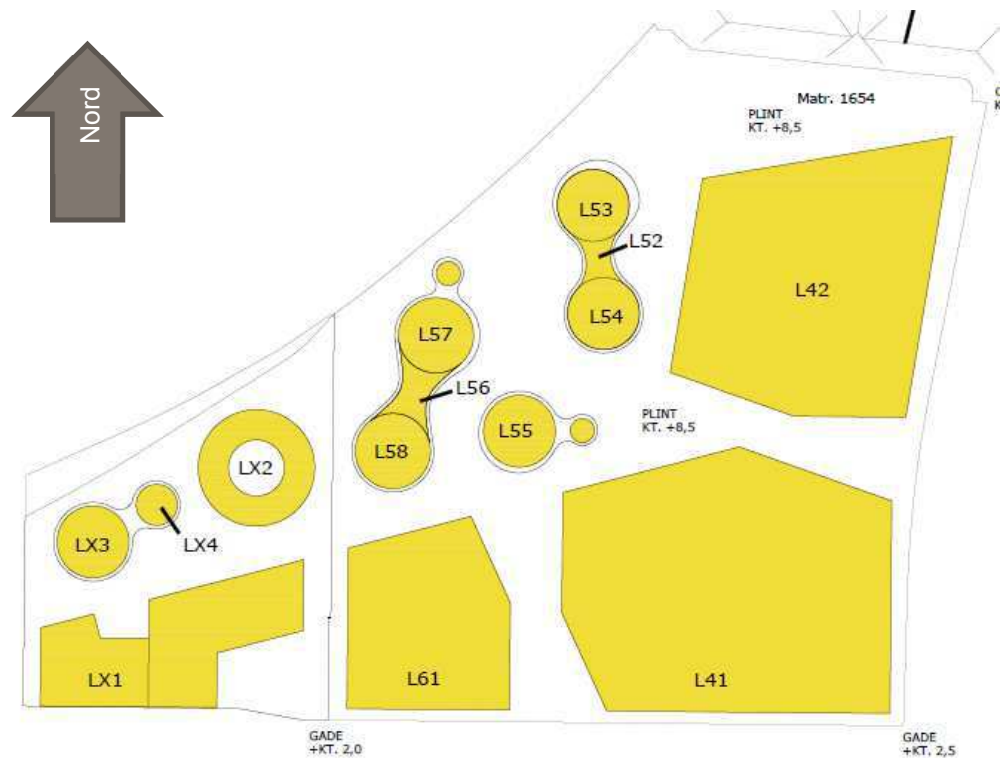 Nord
Matr. 1654
PLINT
KT. +8,5
L53
L52
L42
L54
L57
L56
PLINT
KT. +8,5
L55
L58
LX2
LX3
LX4
LX1
L61
L41
GADE
+KT. 2,0
GADE
+KT. 2,5